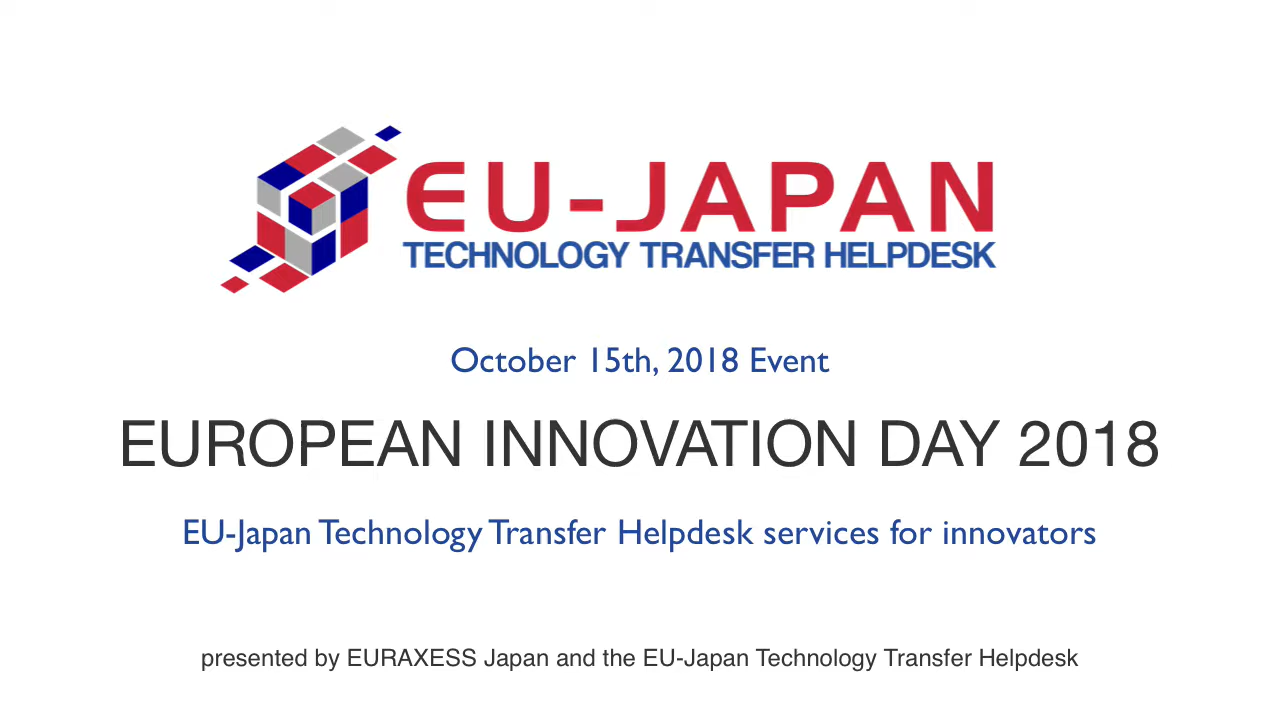 EU-JAPAN
TECHNOLOGY TRANSFER HELPDESK
October 15th, 2018 Event
EUROPEAN INNOVATION DAY 2018
EU-Japan Technology Transfer Helpdesk services for innovators
presented by EURAXESS Japan and the EU-Japan Technology Transfer Helpdesk